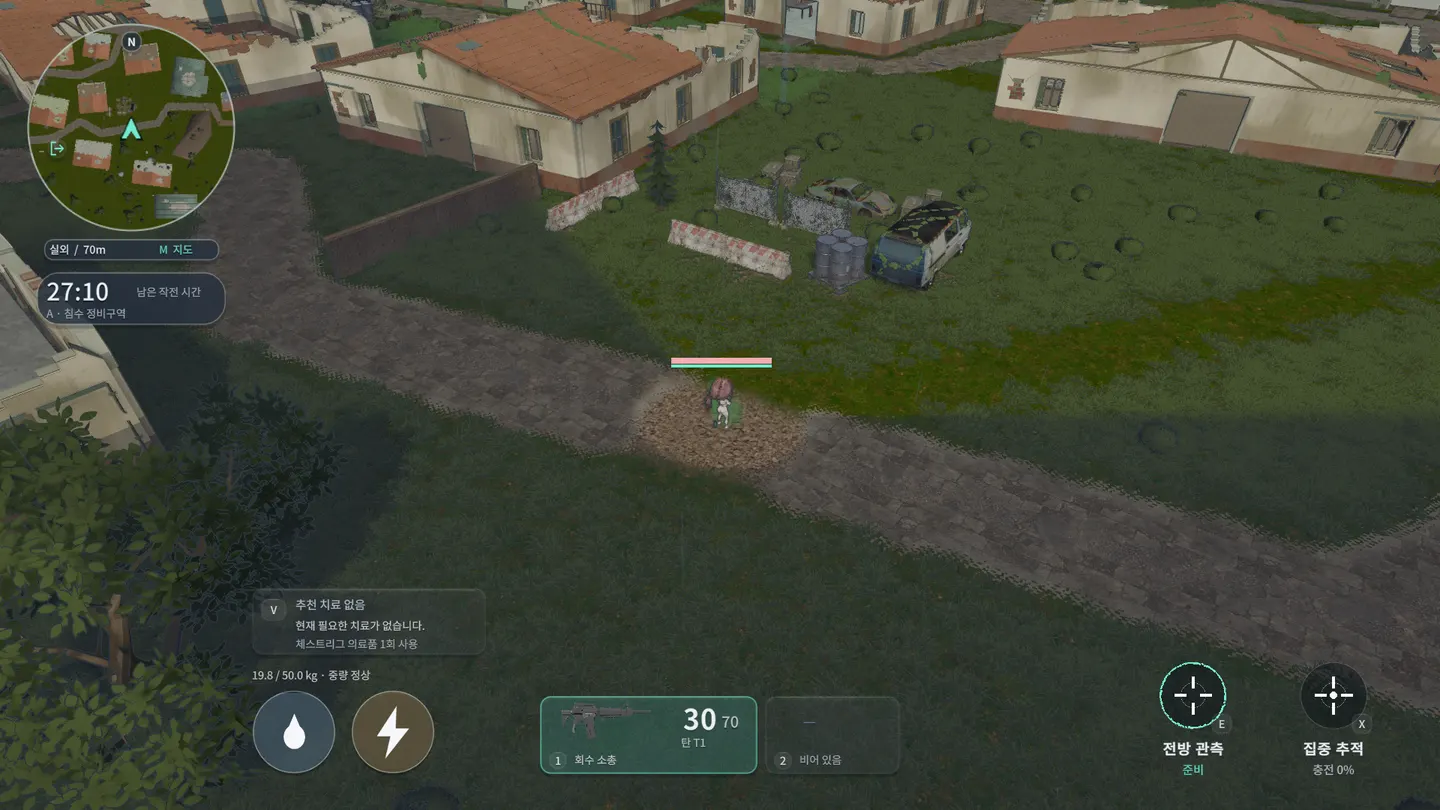 N
실외 / 70m M 지도
27:10 남은 작전 시간
A · 침수 정비구역
V 추천 치료 없음
현재 필요한 치료가 없습니다.
체스트리그 의료품 1회 사용
19.8 / 50.0 kg · 중량 정상
30 70
탄 T1
1 회수 소총
—
2 비어 있음
E
전방 관측
준비
X
집중 추적
충전 0%